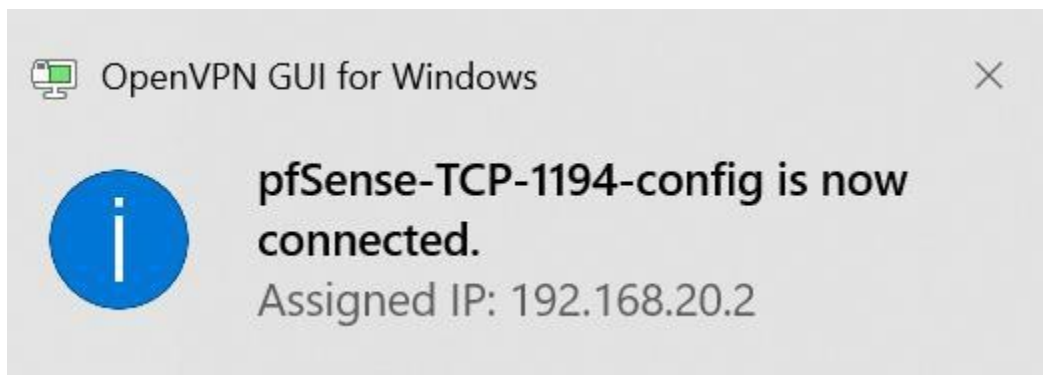 OpenVPN GUI for Windows
pfSense-TCP-1194-config is now
connected.
Assigned IP: 192.168.20.2